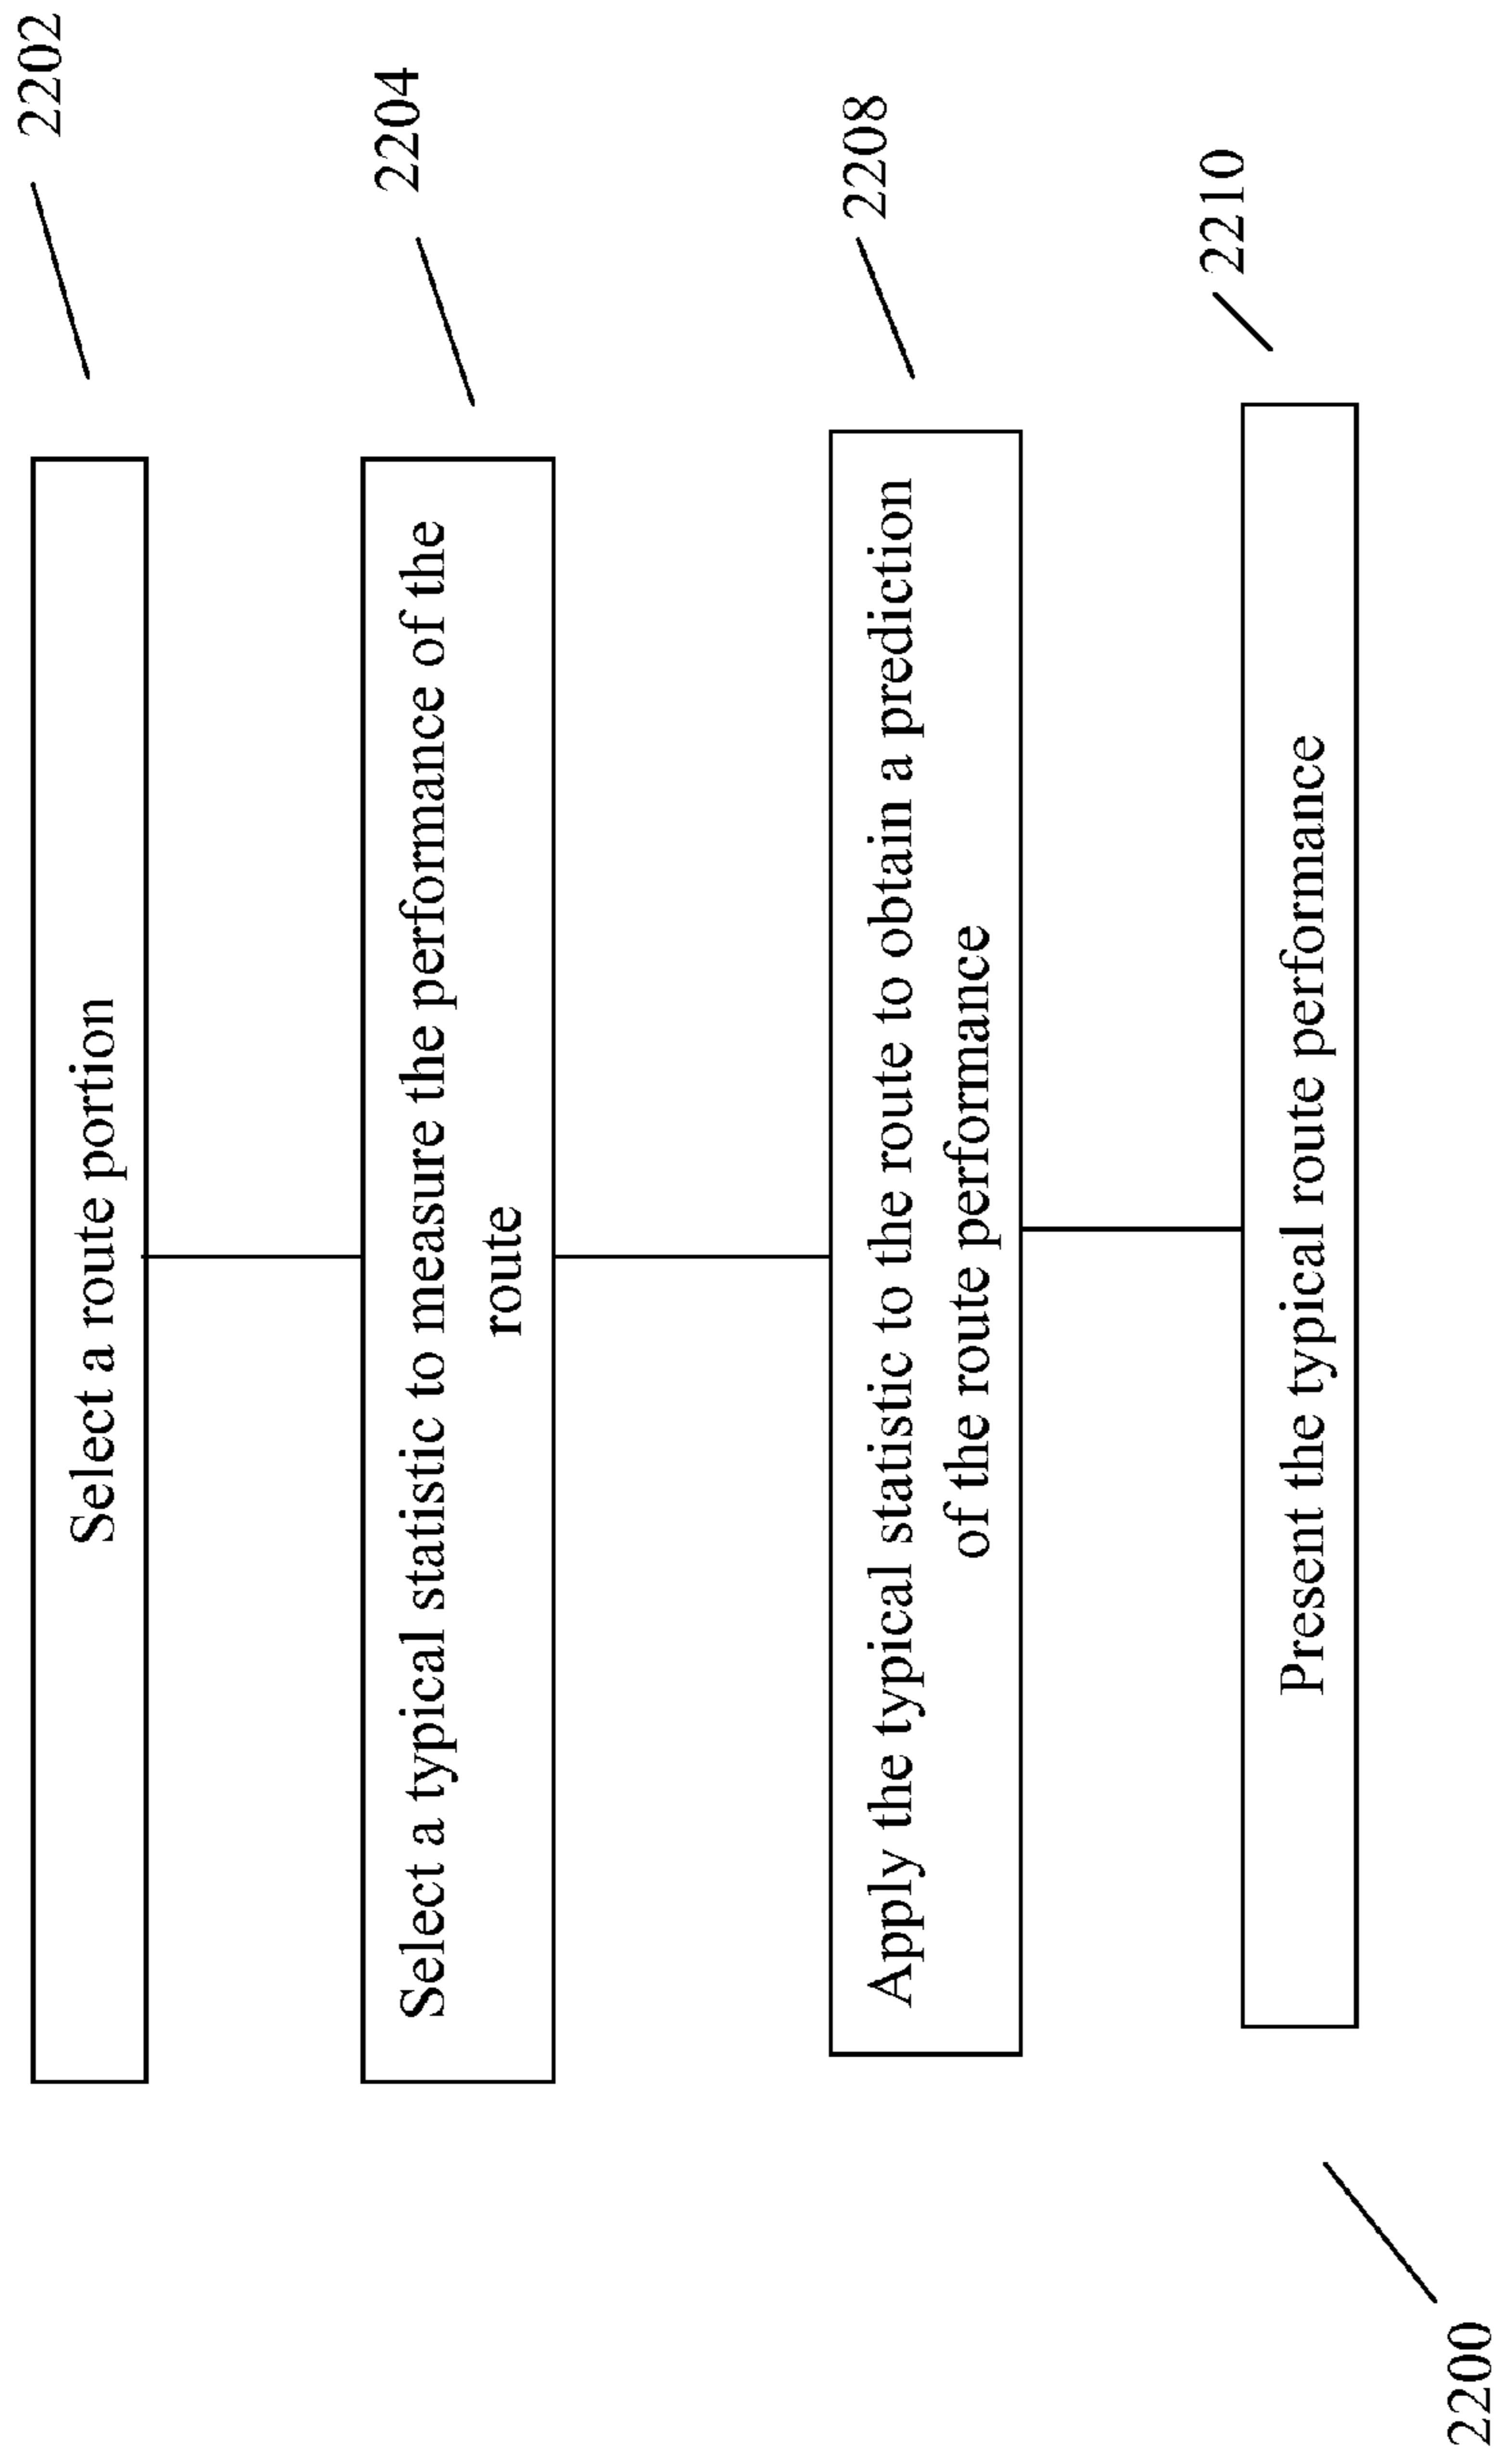 2202
Select a route portion
2204
Select a typical statistic to measure the performance of the
route
2208
Apply the typical statistic to the route to obtain a prediction
of the route performance
2210
Present the typical route performance
2200